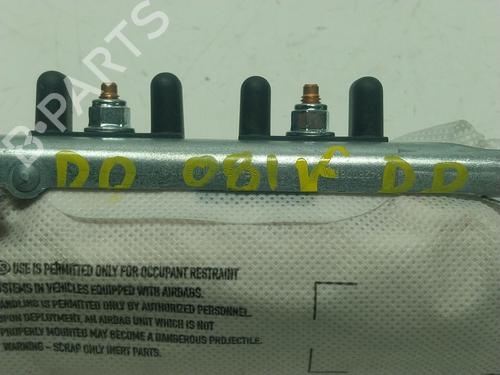 B-PARTS
DD 0B1V DD
USE IS PERMITTED ONLY FOR OCCUPANT RESTRAINT
SYSTEMS IN VEHICLES EQUIPPED WITH AIRBAGS.
HANDLING IS PERMITTED ONLY BY AUTHORIZED PERSONNEL.
UPON DEPLOYMENT, AN AIRBAG UNIT WHICH IS NOT
PROPERLY MOUNTED MAY BECOME A DANGEROUS PROJECTILE.
WARNING – SCRAP ONLY INERT PARTS.